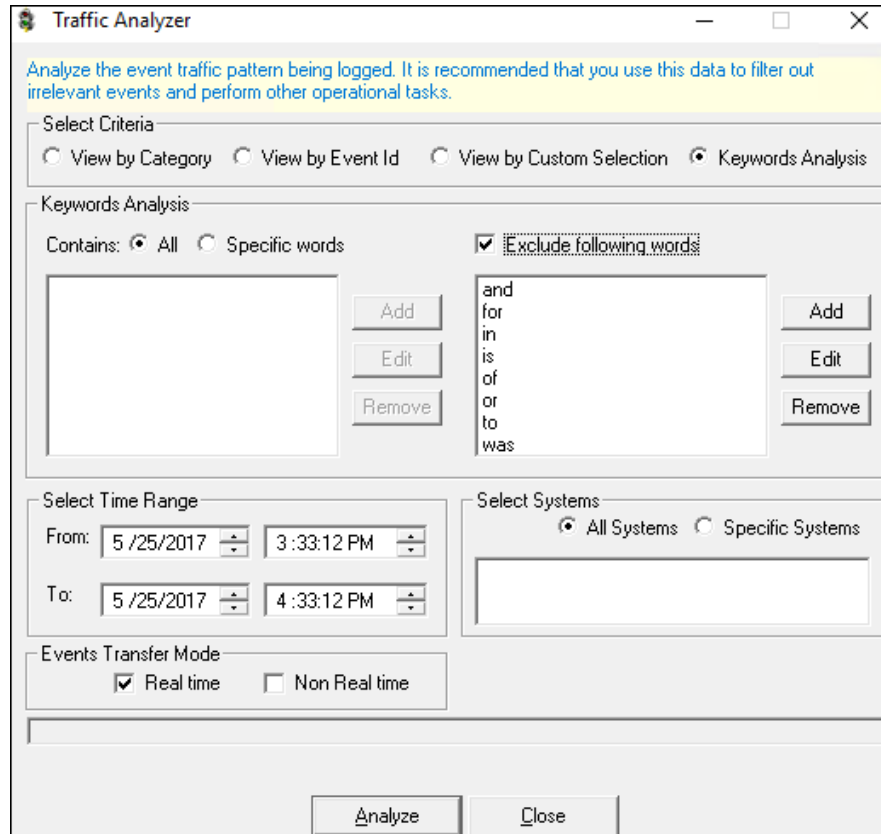 Traffic Analyzer
Analyze the event traffic pattern being logged. It is recommended that you use this data to filter out
irrelevant events and perform other operational tasks.
Select Criteria
View by Category View by Event Id View by Custom Selection Keywords Analysis
Keywords Analysis
Contains: All Specific words Exclude following words
and
for
in
is
of
or
to
was
Add
Edit
Remove
Add
Edit
Remove
Select Time Range
From: 5 /25/2017 3 :33:12 PM
To: 5 /25/2017 4 :33:12 PM
Select Systems
All Systems Specific Systems
Events Transfer Mode
Real time Non Real time
Analyze Close